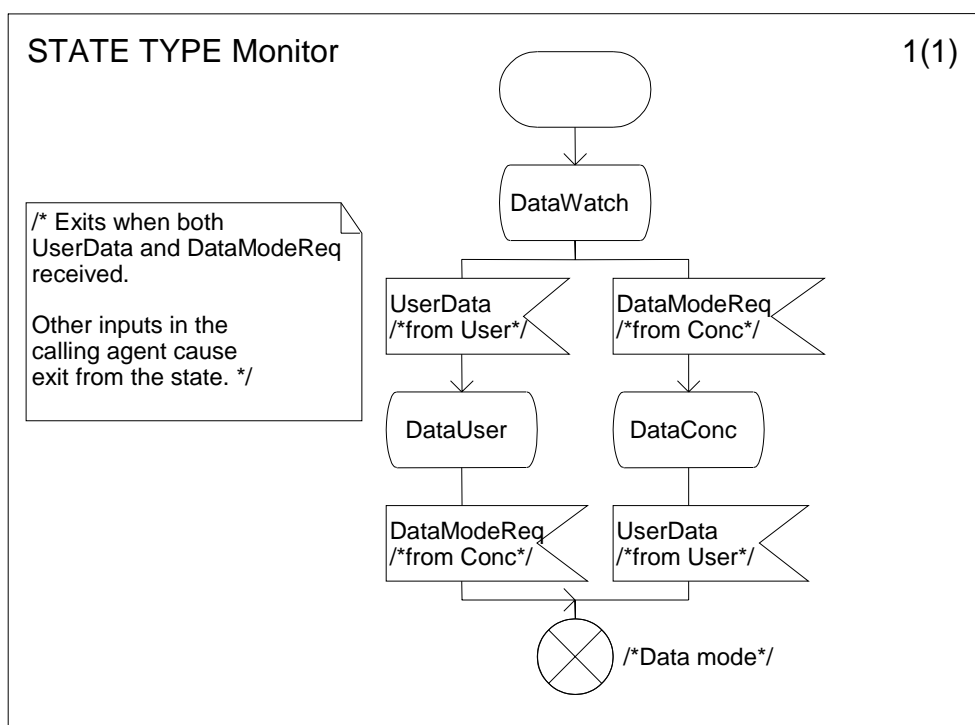 STATE TYPE Monitor
1(1)
DataWatch
/* Exits when both
UserData and DataModeReq
received.
Other inputs in the
calling agent cause
exit from the state. */
UserData
/*from User*/
DataModeReq
/*from Conc*/
DataUser
DataConc
DataModeReq
/*from Conc*/
UserData
/*from User*/
/*Data mode*/